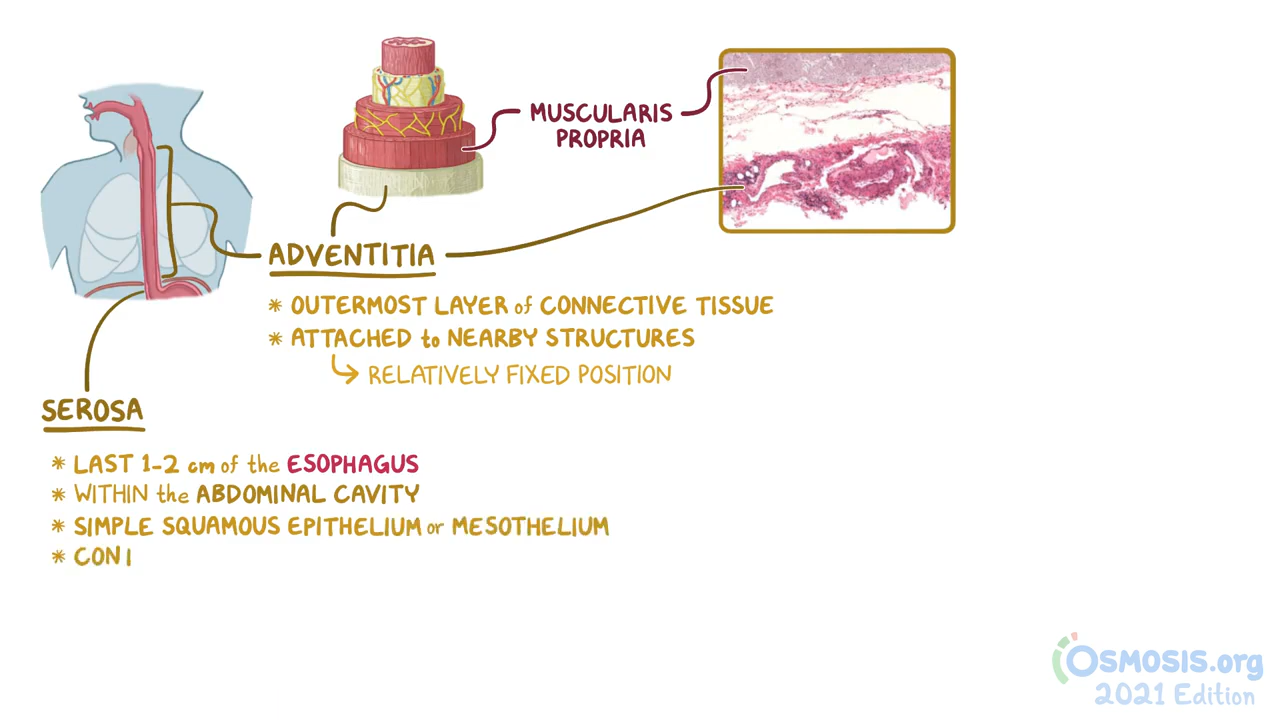 MUSCULARIS
PROPRIA
ADVENTITIA
* OUTERMOST LAYER of CONNECTIVE TISSUE
* ATTACHED to NEARBY STRUCTURES
RELATIVELY FIXED POSITION
SEROSA
* LAST 1-2 cm of the ESOPHAGUS
* WITHIN the ABDOMINAL CAVITY
* SIMPLE SQUAMOUS EPITHELIUM or MESOTHELIUM
* CON
OSMOSIS.org
2021 Edition